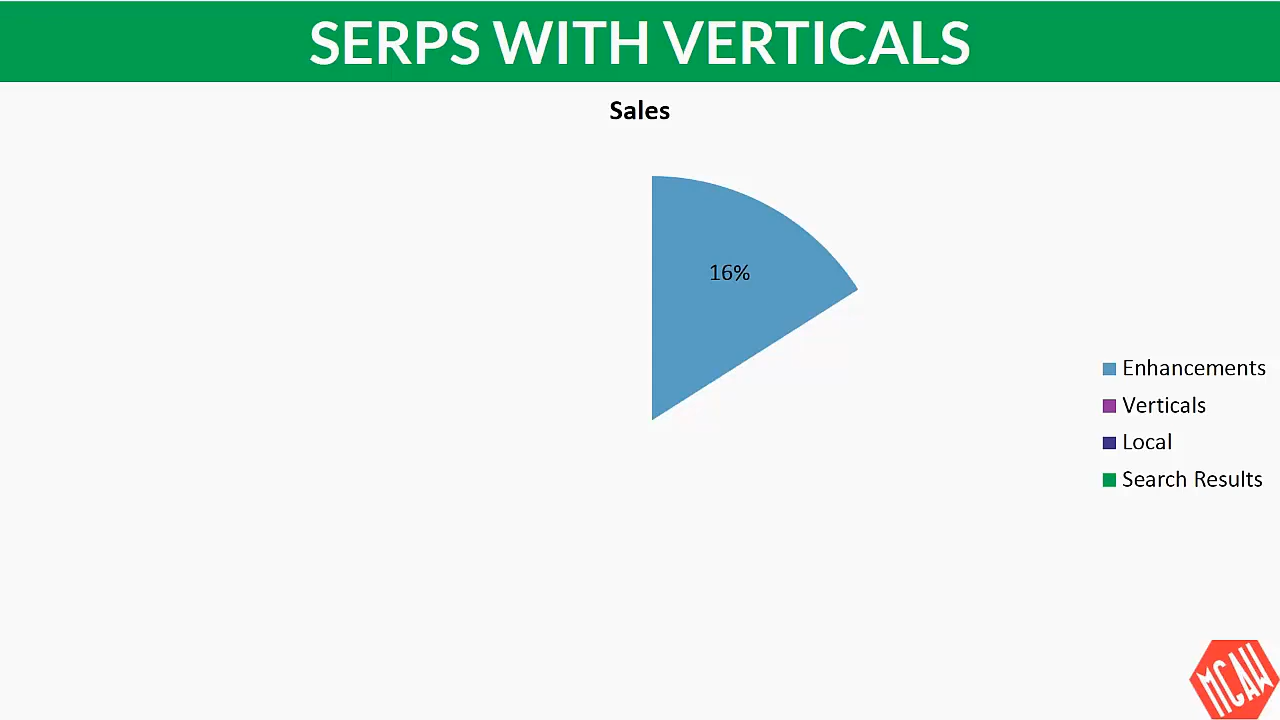 SERPS WITH VERTICALS
Sales
16%
Enhancements
Verticals
Local
Search Results
MCAW